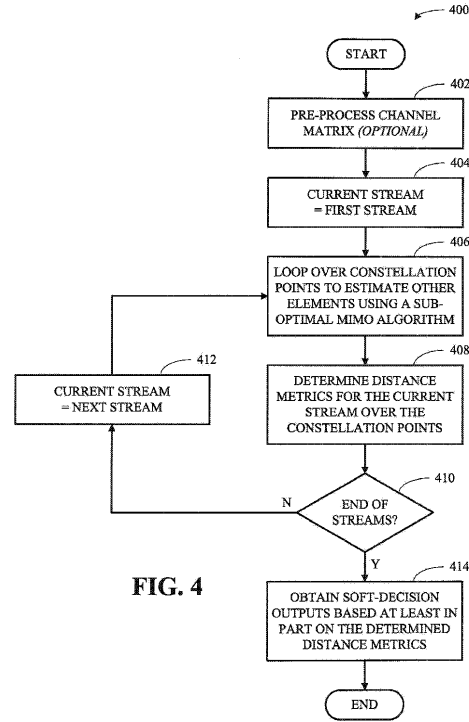 400
START
402
PRE-PROCESS CHANNEL
MATRIX (OPTIONAL)
404
CURRENT STREAM
= FIRST STREAM
406
LOOP OVER CONSTELLATION
POINTS TO ESTIMATE OTHER
ELEMENTS USING A SUB-
OPTIMAL MIMO ALGORITHM
408
DETERMINE DISTANCE
METRICS FOR THE CURRENT
STREAM OVER THE
CONSTELLATION POINTS
412
CURRENT STREAM
= NEXT STREAM
410
END OF
STREAMS?
N
Y
414
OBTAIN SOFT-DECISION
OUTPUTS BASED AT LEAST IN
PART ON THE DETERMINED
DISTANCE METRICS
END
FIG. 4